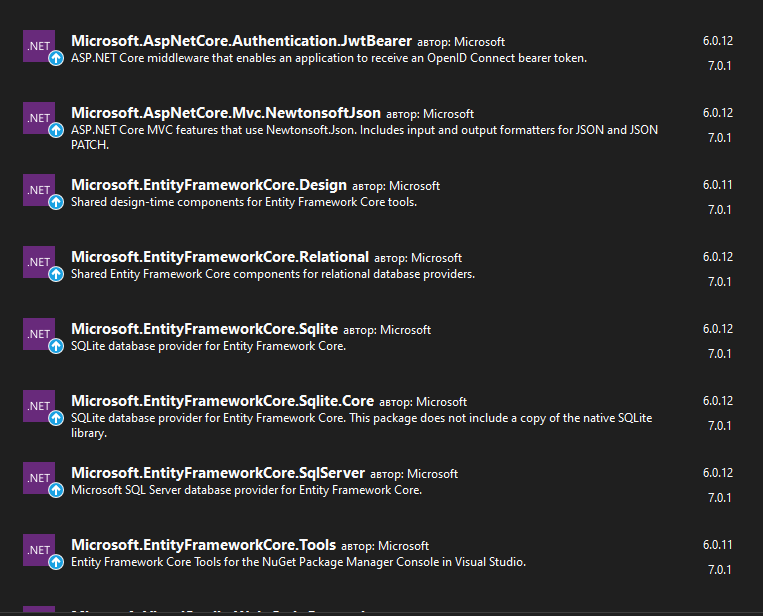 .NET
Microsoft.AspNetCore.Authentication.JwtBearer автор: Microsoft 6.0.12
ASP.NET Core middleware that enables an application to receive an OpenID Connect bearer token.
7.0.1
.NET
Microsoft.AspNetCore.Mvc.NewtonsoftJson автор: Microsoft 6.0.12
ASP.NET Core MVC features that use Newtonsoft.Json. Includes input and output formatters for JSON and JSON
PATCH.
7.0.1
.NET
Microsoft.EntityFrameworkCore.Design автор: Microsoft 6.0.11
Shared design-time components for Entity Framework Core tools.
7.0.1
.NET
Microsoft.EntityFrameworkCore.Relational автор: Microsoft 6.0.12
Shared Entity Framework Core components for relational database providers.
7.0.1
.NET
Microsoft.EntityFrameworkCore.Sqlite автор: Microsoft 6.0.12
SQLite database provider for Entity Framework Core.
7.0.1
.NET
Microsoft.EntityFrameworkCore.Sqlite.Core автор: Microsoft 6.0.12
SQLite database provider for Entity Framework Core. This package does not include a copy of the native SQLite
library.
7.0.1
.NET
Microsoft.EntityFrameworkCore.SqlServer автор: Microsoft 6.0.12
Microsoft SQL Server database provider for Entity Framework Core.
7.0.1
.NET
Microsoft.EntityFrameworkCore.Tools автор: Microsoft 6.0.11
Entity Framework Core Tools for the NuGet Package Manager Console in Visual Studio.
7.0.1